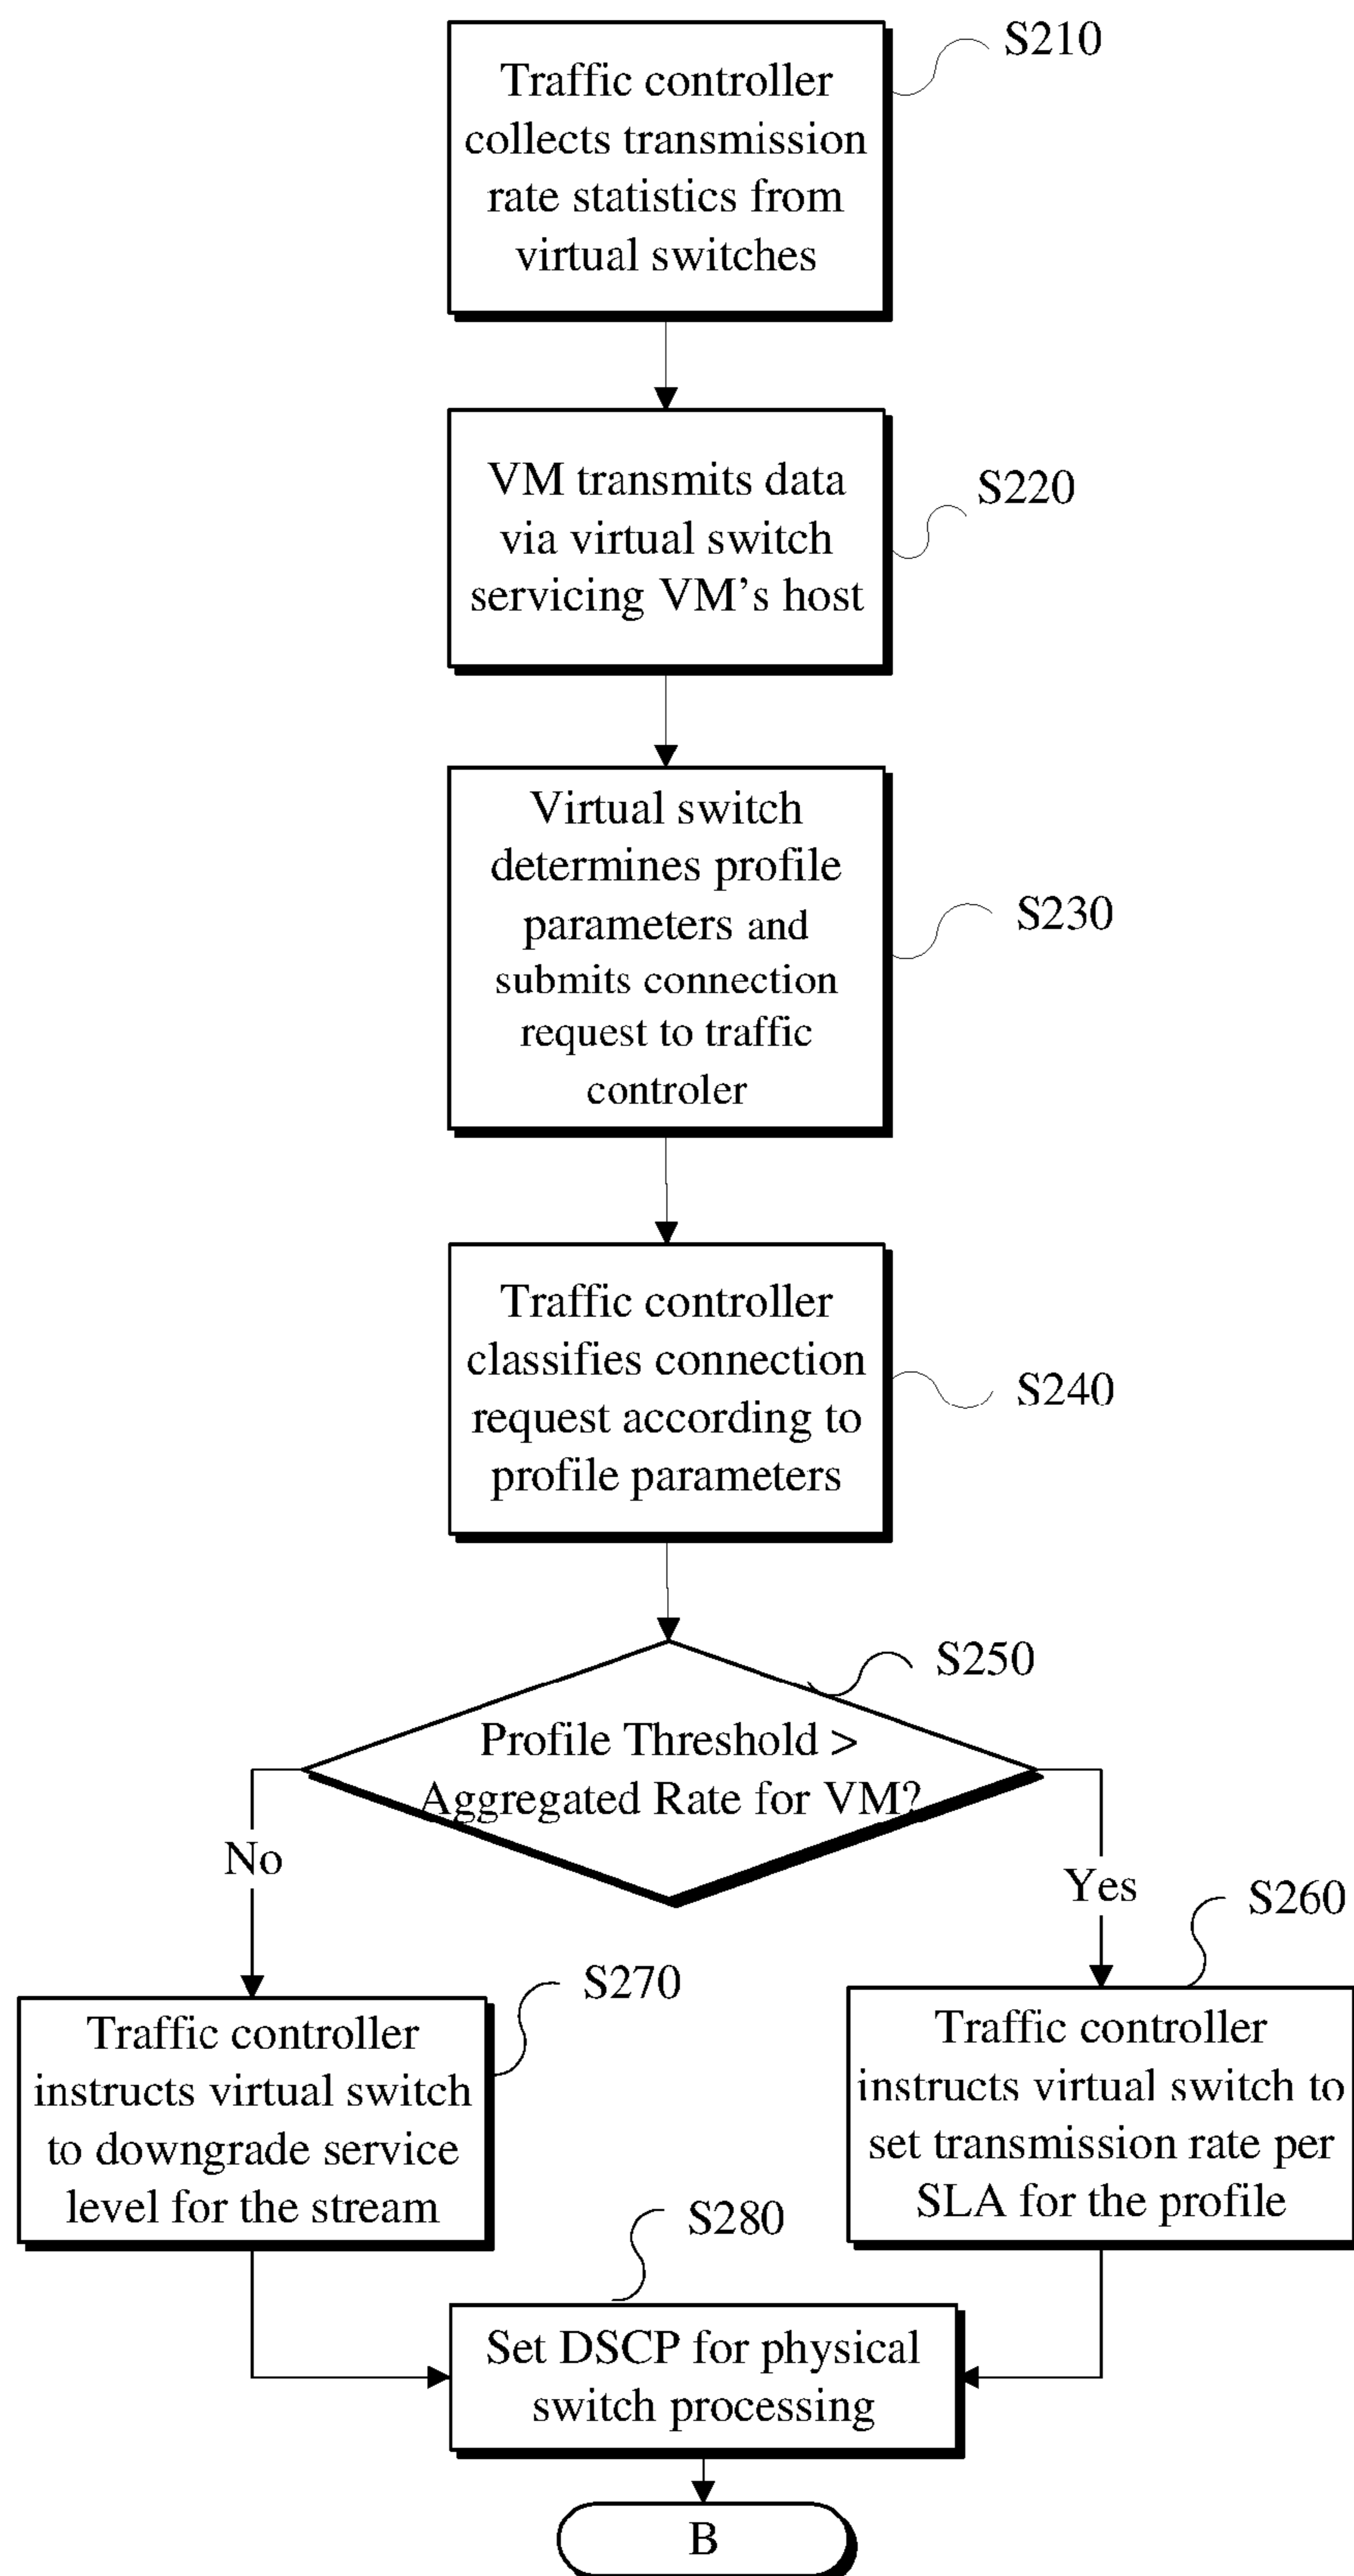 S210
Traffic controller
collects transmission
rate statistics from
virtual switches
VM transmits data
via virtual switch
servicing VM's host
S220
Virtual switch
determines profile
parameters and
submits connection
request to traffic
controler
S230
Traffic controller
classifies connection
request according to
profile parameters
S240
S250
Profile Threshold >
Aggregated Rate for VM?
No
Yes
S260
S270
Traffic controller
instructs virtual switch
to downgrade service
level for the stream
Traffic controller
instructs virtual switch to
set transmission rate per
SLA for the profile
S280
Set DSCP for physical
switch processing
B